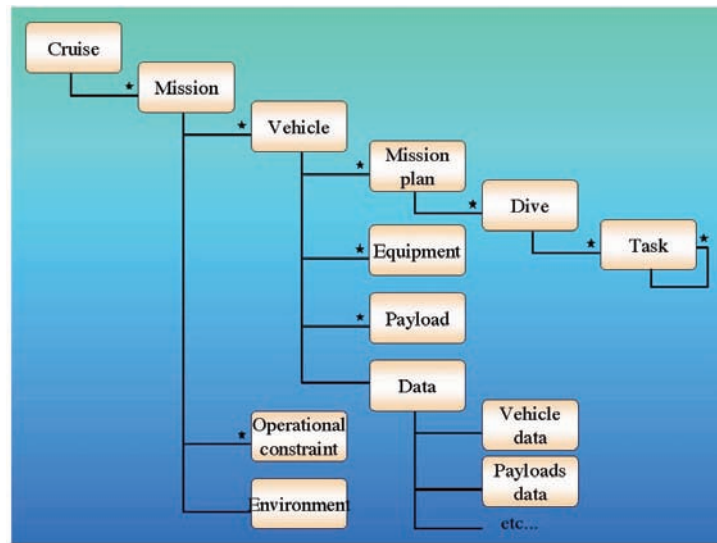 Cruise
Mission
Vehicle
Mission
plan
Dive
Task
Equipment
Payload
Data
Vehicle
data
Operational
constraint
Payloads
data
Environment
etc...